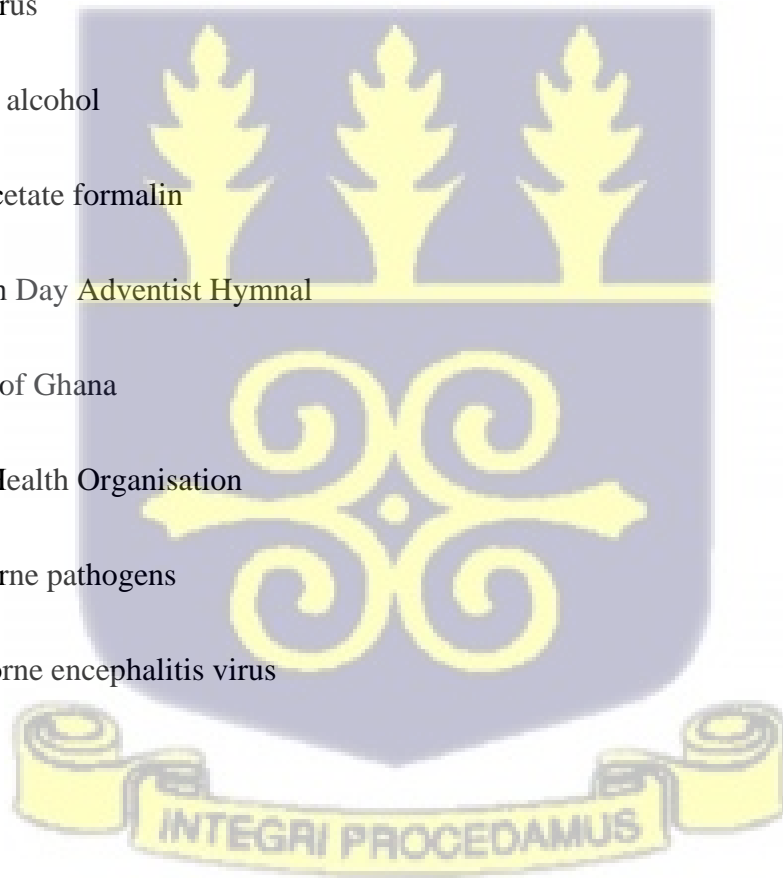 rus
alcohol
cetate formalin
n Day Adventist Hymnal
of Ghana
Health Organisation
rne pathogens
orne encephalitis virus
INTEGRI PROCEDAMUS